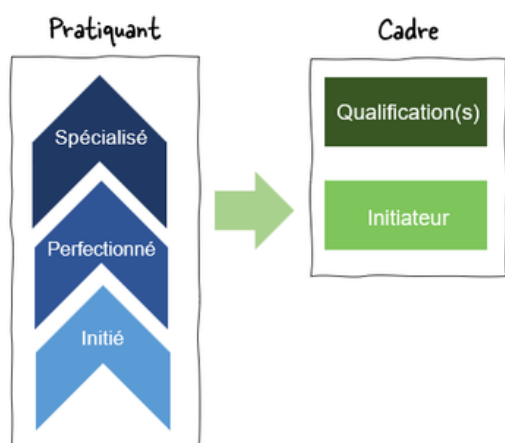 Pratiquant
Spécialisé
Perfectionné
Initié
Cadre
Qualification(s)
Initiateur